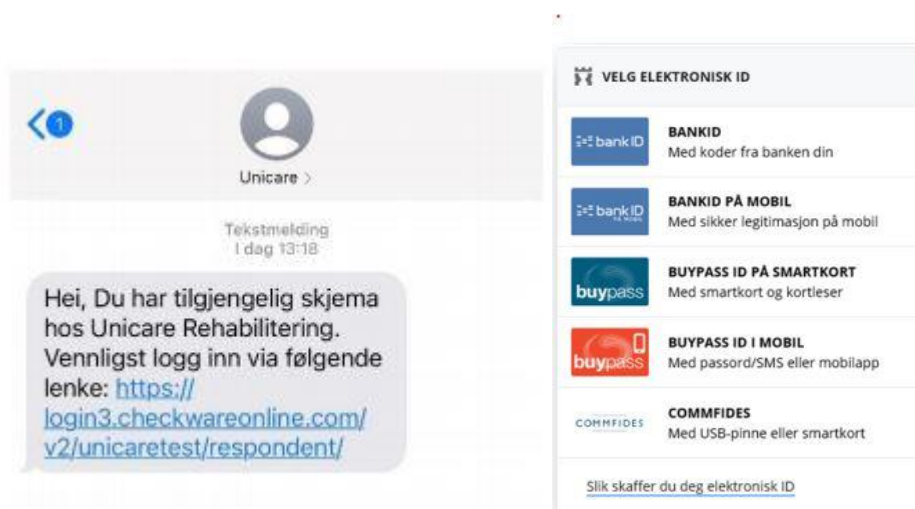 1
Unicare >
Tekstmelding
I dag 13:18
Hei, Du har tilgjengelig skjema
hos Unicare Rehabilitering.
Vennligst logg inn via følgende
lenke: https://
login3.checkwareonline.com/
v2/unicaretest/respondent/
VELG ELEKTRONISK ID
bankID
BANKID
Med koder fra banken din
bankID
PÅ MOBIL
BANKID PÅ MOBIL
Med sikker legitimasjon på mobil
buypass
BUYPASS ID PÅ SMARTKORT
Med smartkort og kortleser
buypass
BUYPASS ID I MOBIL
Med passord/SMS eller mobilapp
COMMFIDES
COMMFIDES
Med USB-pinne eller smartkort
Slik skaffer du deg elektronisk ID